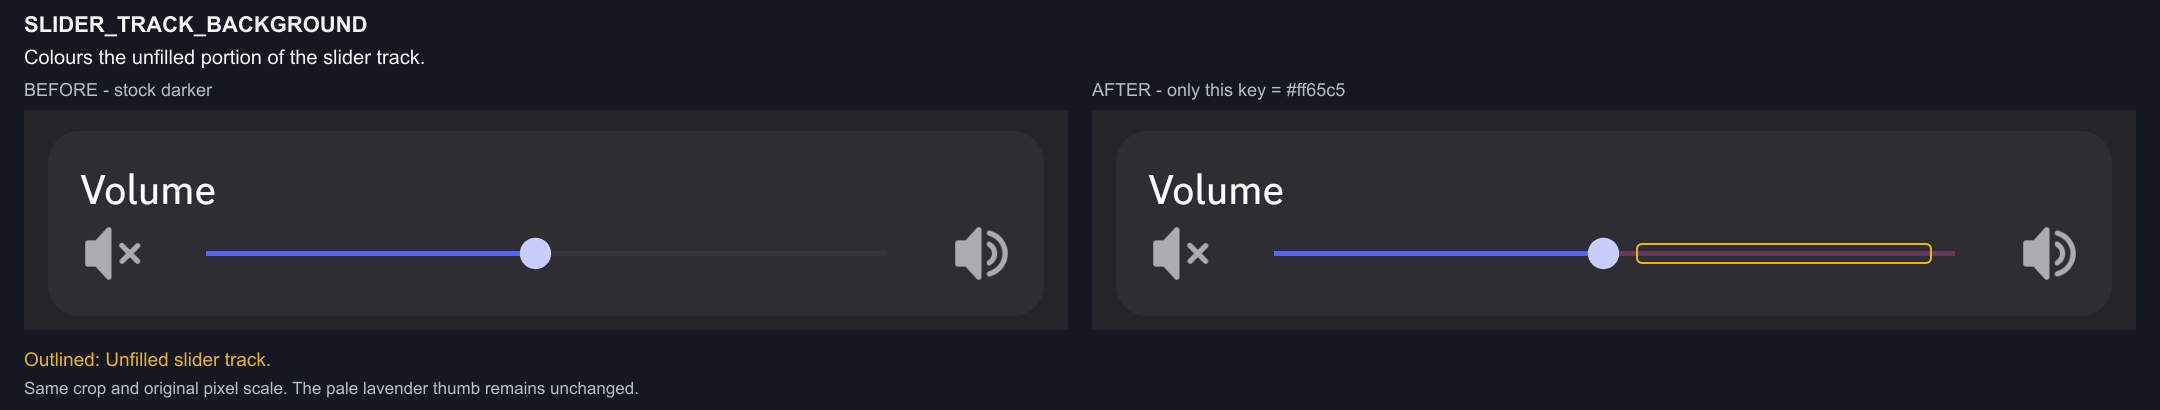 SLIDER_TRACK_BACKGROUND
Colours the unfilled portion of the slider track.
BEFORE - stock darker
AFTER - only this key = #ff65c5
Volume
Volume
Outlined: Unfilled slider track.
Same crop and original pixel scale. The pale lavender thumb remains unchanged.